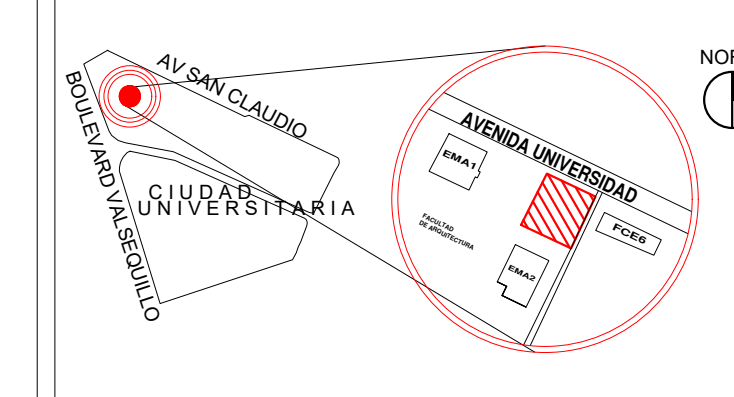 NOR
AV SAN CLAUDIO
BOULEVARD VALSEQUILLO
CIUDAD
UNIVERSITARIA
AVENIDA UNIVERSIDAD
EMA1
FACULTAD
DE ARQUITECTURA
EMA2
FCE6